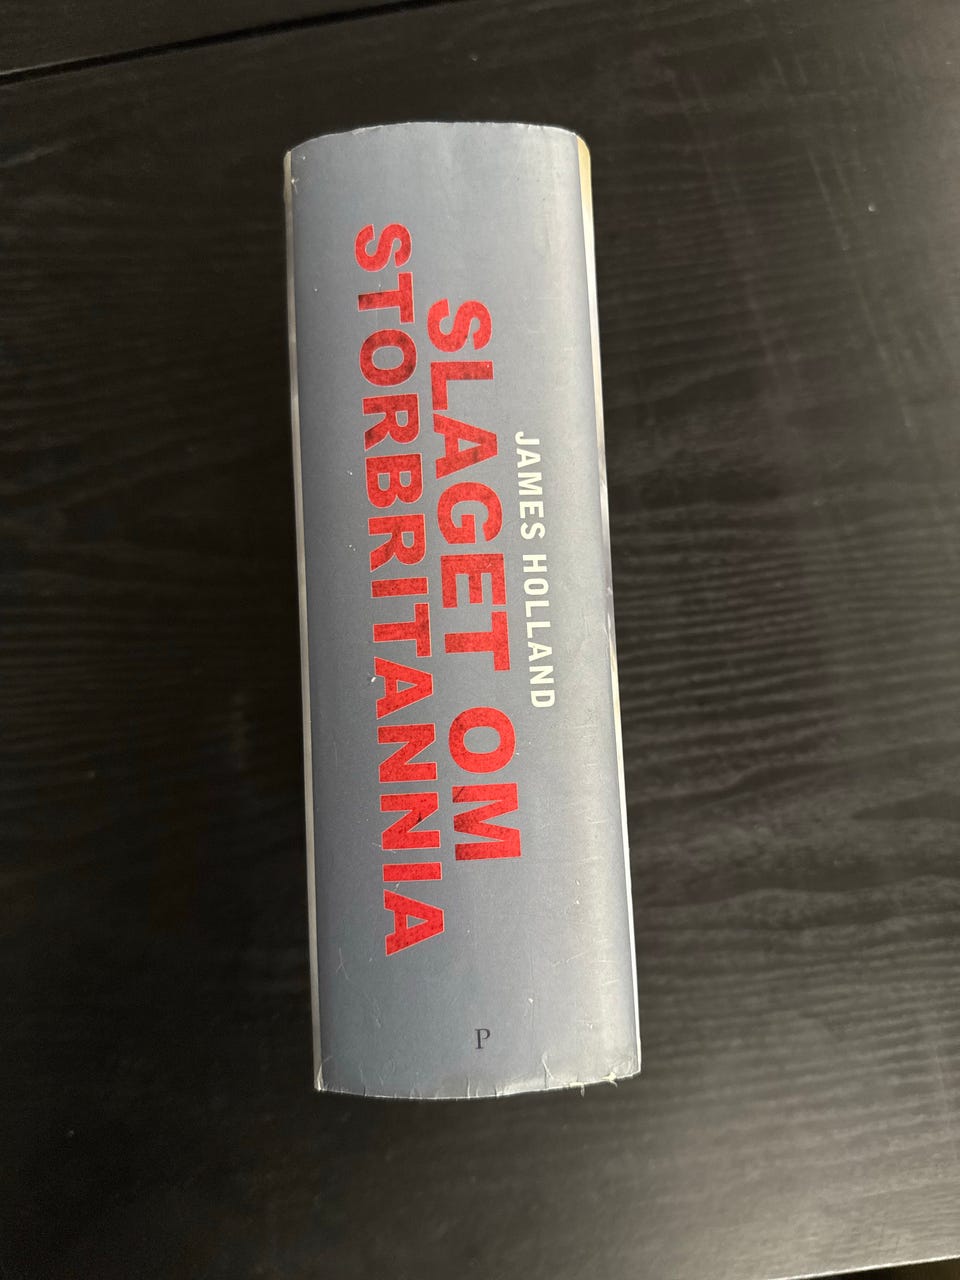 JAMES HOLLAND
SLAGET OM
STORBRITANNIA
P